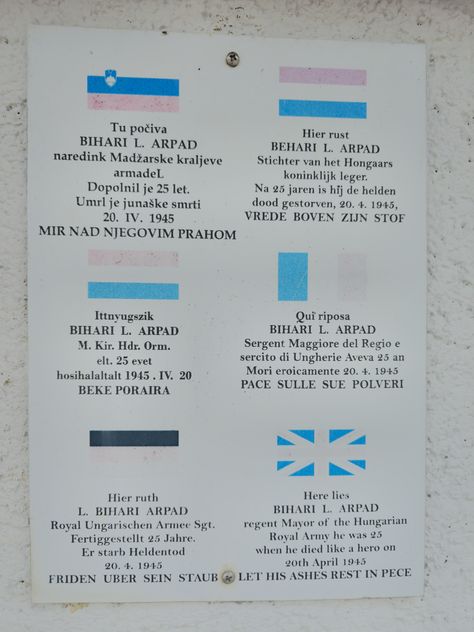 Tu počiva
BIHARI L. ARPAD
naredink Madžarske kraljeve
armadeL
Dopolnil je 25 let.
Umrl je junaške smrti
20. IV. 1945
MIR NAD NJEGOVIM PRAHOM
Hier rust
BEHARI L. ARPAD
Stichter van het Hongaars
koninklijk leger.
Na 25 jaren is hij de helden
dood gestorven, 20. 4. 1945,
VREDE BOVEN ZIJN STOF
Ittnyugszik
BIHARI L. ARPAD
M. Kir. Hdr. Orm.
elt. 25 evet
hosihalaltalt 1945 . IV. 20
BEKE PORAIRA
Quî riposa
BIHARI L. ARPAD
Sergent Maggiore del Regio e
sercito di Ungherie Aveva 25 an
Mori eroicamente 20. 4. 1945
PACE SULLE SUE POLVERI
Hier ruth
L. BIHARI ARPAD
Royal Ungarischen Armee Sgt.
Fertiggestellt 25 Jahre.
Er starb Heldentod
20. 4. 1945
FRIDEN UBER SEIN STAUB
Here lies
BIHARI L. ARPAD
regent Mayor of the Hungarian
Royal Army he was 25
when he died like a hero on
20th April 1945
LET HIS ASHES REST IN PECE